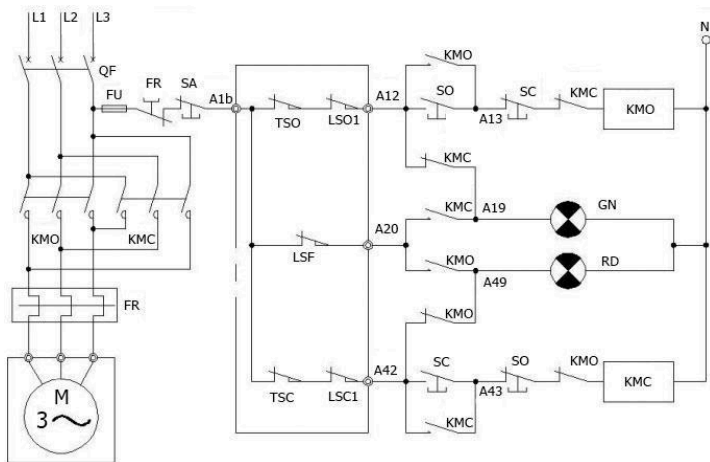 L1 L2 L3
N
QF
FU FR SA A1b
TSO LSO1 A12
KMO
SO A13 SC KMC KMO
KMC
KMC A19 GN
A20
LSF
KMO A49 RD
KMO KMC
KMO
FR
TSC LSC1 A42
SC A43 SO KMO KMC
KMC
M
3